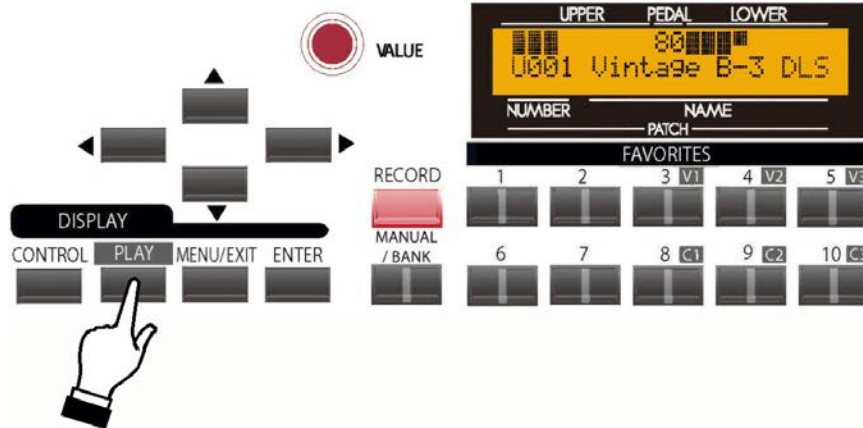 UPPER PEDAL LOWER
80
U001 Vintage B-3 DLS
NUMBER NAME
PATCH
VALUE
FAVORITES
RECORD
1 2 3 V1 4 V2 5 V3
DISPLAY
CONTROL PLAY MENU/EXIT ENTER
MANUAL
/ BANK
6 7 8 C1 9 C2 10 C3